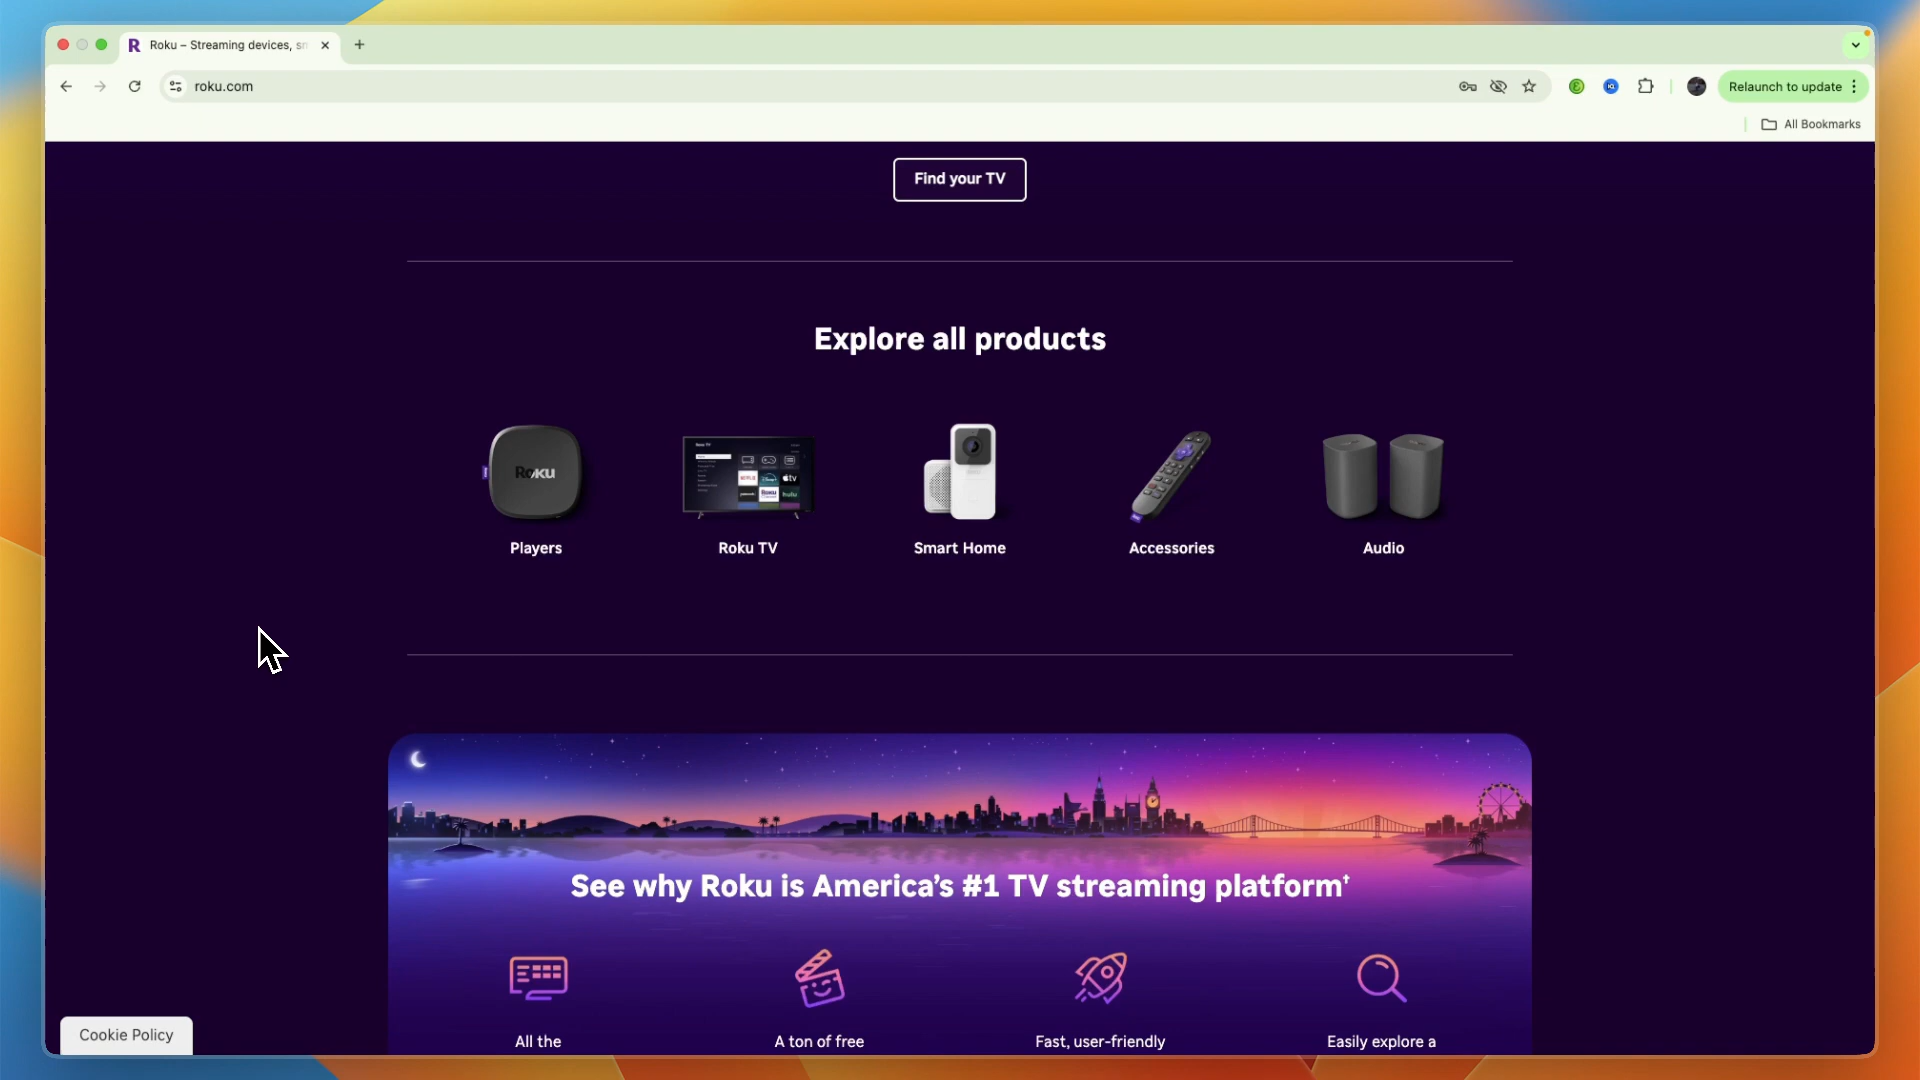 Roku – Streaming devices, sm
roku.com
Relaunch to update
All Bookmarks
Find your TV
Explore all products
Roku
Players
Roku TV
Smart Home
Accessories
Audio
See why Roku is America’s #1 TV streaming platform†
All the
A ton of free
Fast, user-friendly
Easily explore a
Cookie Policy